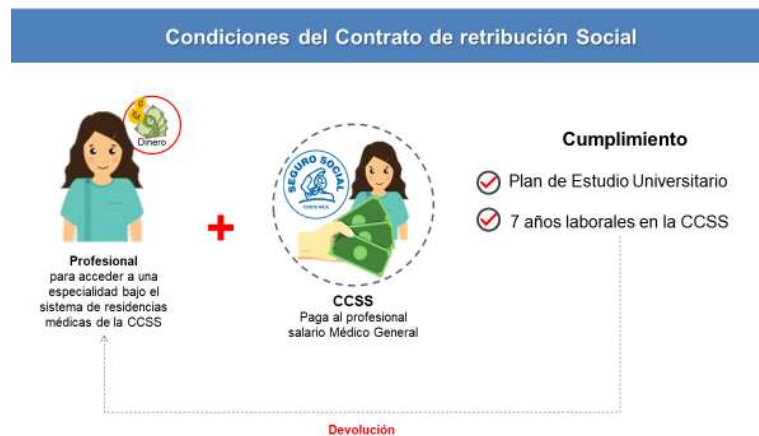 Condiciones del Contrato de retribución Social
Dinero
Profesional
para acceder a una
especialidad bajo el
sistema de residencias
médicas de la CCSS
+
SEGURO SOCIAL
COSTA RICA
CCSS
Paga al profesional
salario Médico General
Cumplimiento
Plan de Estudio Universitario
7 años laborales en la CCSS
Devolución